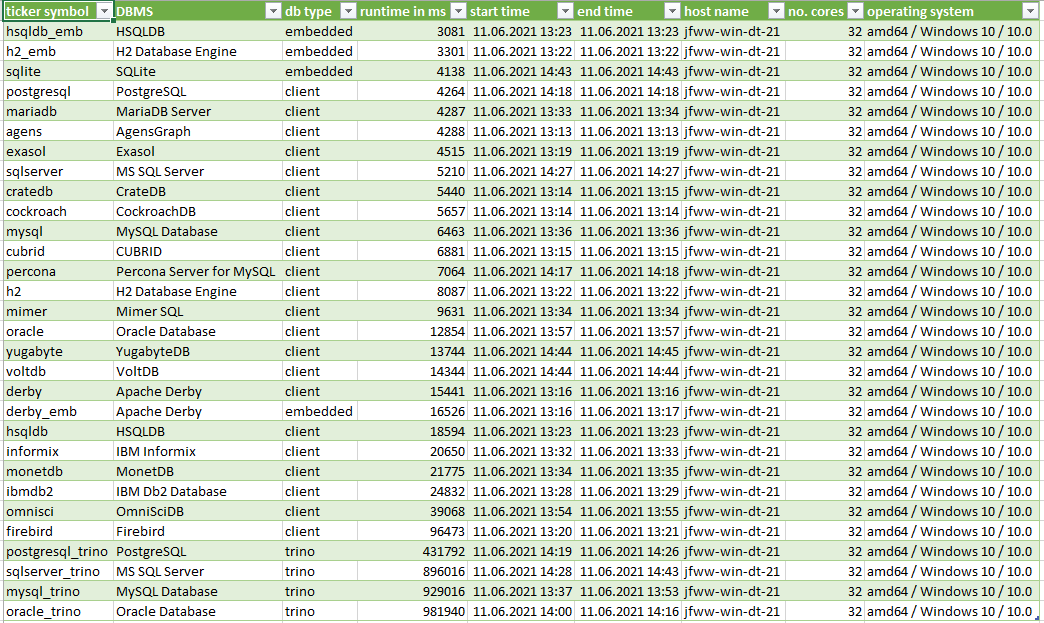 ticker symbol DBMS db type runtime in ms start time end time host name no. cores operating system
hsqldb_emb HSQLDB embedded 3081 11.06.2021 13:23 11.06.2021 13:23 jfww-win-dt-21 32 amd64 / Windows 10 / 10.0
h2_emb H2 Database Engine embedded 3301 11.06.2021 13:22 11.06.2021 13:22 jfww-win-dt-21 32 amd64 / Windows 10 / 10.0
sqlite SQLite embedded 4138 11.06.2021 14:43 11.06.2021 14:43 jfww-win-dt-21 32 amd64 / Windows 10 / 10.0
postgresql PostgreSQL client 4264 11.06.2021 14:18 11.06.2021 14:18 jfww-win-dt-21 32 amd64 / Windows 10 / 10.0
mariadb MariaDB Server client 4287 11.06.2021 13:33 11.06.2021 13:34 jfww-win-dt-21 32 amd64 / Windows 10 / 10.0
agens AgensGraph client 4288 11.06.2021 13:13 11.06.2021 13:13 jfww-win-dt-21 32 amd64 / Windows 10 / 10.0
exasol Exasol client 4515 11.06.2021 13:19 11.06.2021 13:19 jfww-win-dt-21 32 amd64 / Windows 10 / 10.0
sqlserver MS SQL Server client 5210 11.06.2021 14:27 11.06.2021 14:27 jfww-win-dt-21 32 amd64 / Windows 10 / 10.0
cratedb CrateDB client 5440 11.06.2021 13:14 11.06.2021 13:15 jfww-win-dt-21 32 amd64 / Windows 10 / 10.0
cockroach CockroachDB client 5657 11.06.2021 13:14 11.06.2021 13:14 jfww-win-dt-21 32 amd64 / Windows 10 / 10.0
mysql MySQL Database client 6463 11.06.2021 13:36 11.06.2021 13:36 jfww-win-dt-21 32 amd64 / Windows 10 / 10.0
cubrid CUBRID client 6881 11.06.2021 13:15 11.06.2021 13:15 jfww-win-dt-21 32 amd64 / Windows 10 / 10.0
percona Percona Server for MySQL client 7064 11.06.2021 14:17 11.06.2021 14:18 jfww-win-dt-21 32 amd64 / Windows 10 / 10.0
h2 H2 Database Engine client 8087 11.06.2021 13:22 11.06.2021 13:22 jfww-win-dt-21 32 amd64 / Windows 10 / 10.0
mimer Mimer SQL client 9631 11.06.2021 13:34 11.06.2021 13:34 jfww-win-dt-21 32 amd64 / Windows 10 / 10.0
oracle Oracle Database client 12854 11.06.2021 13:57 11.06.2021 13:57 jfww-win-dt-21 32 amd64 / Windows 10 / 10.0
yugabyte YugabyteDB client 13744 11.06.2021 14:44 11.06.2021 14:45 jfww-win-dt-21 32 amd64 / Windows 10 / 10.0
voltdb VoltDB client 14344 11.06.2021 14:44 11.06.2021 14:44 jfww-win-dt-21 32 amd64 / Windows 10 / 10.0
derby Apache Derby client 15441 11.06.2021 13:16 11.06.2021 13:16 jfww-win-dt-21 32 amd64 / Windows 10 / 10.0
derby_emb Apache Derby embedded 16526 11.06.2021 13:16 11.06.2021 13:17 jfww-win-dt-21 32 amd64 / Windows 10 / 10.0
hsqldb HSQLDB client 18594 11.06.2021 13:23 11.06.2021 13:23 jfww-win-dt-21 32 amd64 / Windows 10 / 10.0
informix IBM Informix client 20650 11.06.2021 13:32 11.06.2021 13:33 jfww-win-dt-21 32 amd64 / Windows 10 / 10.0
monetdb MonetDB client 21775 11.06.2021 13:34 11.06.2021 13:35 jfww-win-dt-21 32 amd64 / Windows 10 / 10.0
ibmdb2 IBM Db2 Database client 24832 11.06.2021 13:28 11.06.2021 13:29 jfww-win-dt-21 32 amd64 / Windows 10 / 10.0
omnisci OmniSciDB client 39068 11.06.2021 13:54 11.06.2021 13:55 jfww-win-dt-21 32 amd64 / Windows 10 / 10.0
firebird Firebird client 96473 11.06.2021 13:20 11.06.2021 13:21 jfww-win-dt-21 32 amd64 / Windows 10 / 10.0
postgresql_trino PostgreSQL trino 431792 11.06.2021 14:19 11.06.2021 14:26 jfww-win-dt-21 32 amd64 / Windows 10 / 10.0
sqlserver_trino MS SQL Server trino 896016 11.06.2021 14:28 11.06.2021 14:43 jfww-win-dt-21 32 amd64 / Windows 10 / 10.0
mysql_trino MySQL Database trino 929016 11.06.2021 13:37 11.06.2021 13:53 jfww-win-dt-21 32 amd64 / Windows 10 / 10.0
oracle_trino Oracle Database trino 981940 11.06.2021 14:00 11.06.2021 14:16 jfww-win-dt-21 32 amd64 / Windows 10 / 10.0